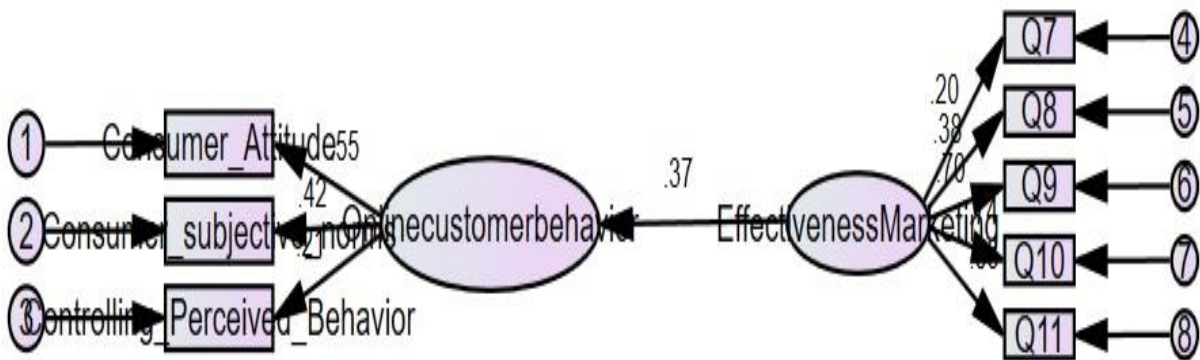 Q7
4
.20
Q8
5
.38
Consumer_Attitude
.55
1
.70
Q9
6
.37
.42
2
Onlinecustomerbehavior
EffectivenessMarketing
Q10
7
3
Controlling_Perceived_Behavior
Q11
8